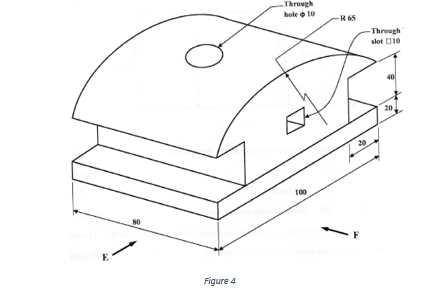 Through
hole ϕ 10
R 65
Through
slot □10
40
20
20
100
80
E
F
Figure 4